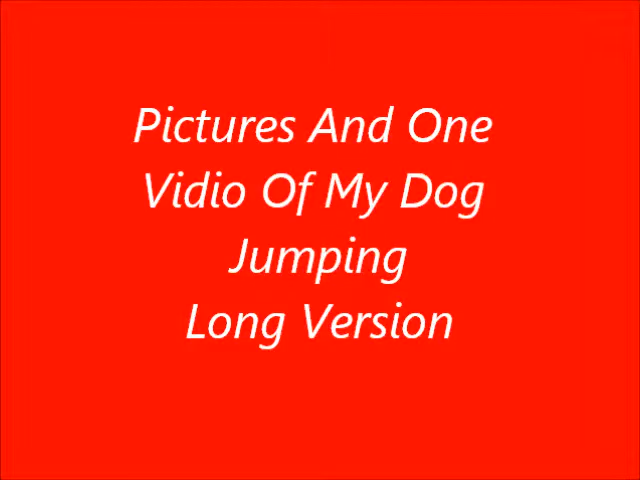 Pictures And One
Vidio Of My Dog
Jumping
Long Version